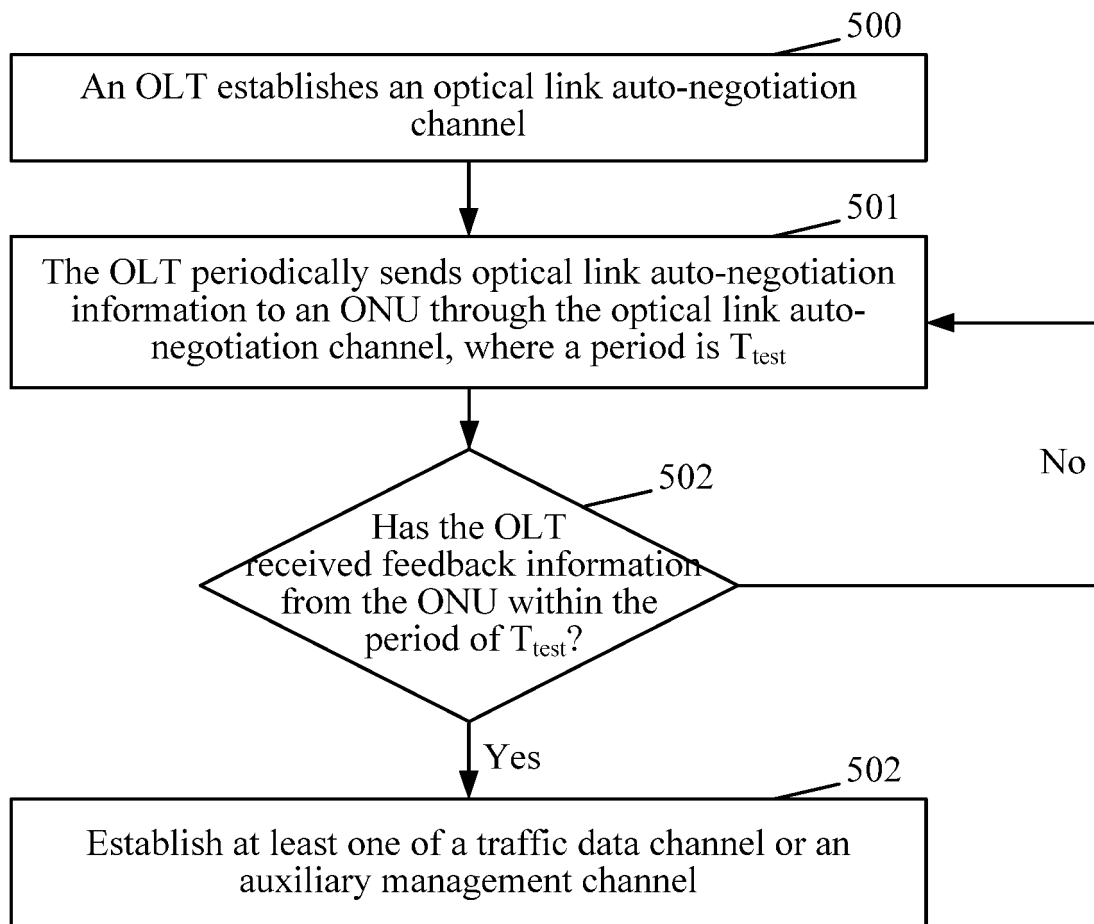 500
An OLT establishes an optical link auto-negotiation
channel
501
The OLT periodically sends optical link auto-negotiation
information to an ONU through the optical link auto-
negotiation channel, where a period is T_test
No
502
Has the OLT
received feedback information
from the ONU within the
period of T_test?
Yes
502
Establish at least one of a traffic data channel or an
auxiliary management channel